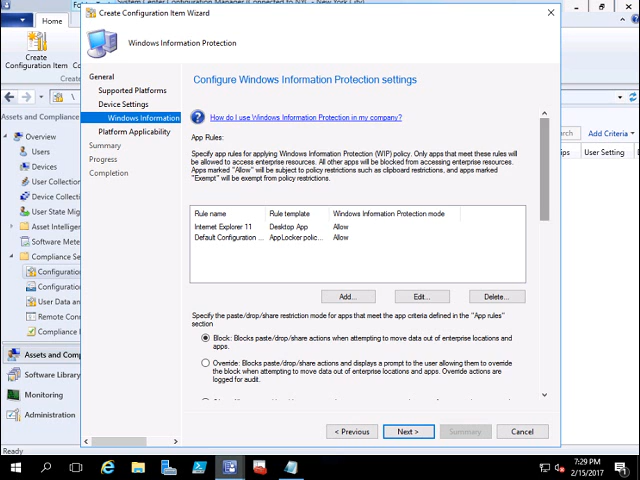 Create Configuration Item Wizard
Home
Create
Configuration Item
Windows Information Protection
Assets and Compliance
Overview
Users
Devices
User Collection
Device Collecti
User State Mig
Asset Intelligen
Software Mete
Compliance Se
Configuration
Configuration
User Data an
Remote Conn
Compliance
Assets and Comp
Software Library
Monitoring
Administration
Ready
General
Supported Platforms
Device Settings
Windows Information
Platform Applicability
Summary
Progress
Completion
Configure Windows Information Protection settings
How do I use Windows Information Protection in my company?
App Rules:
Specify app rules for applying Windows Information Protection (WIP) policy. Only apps that meet these rules will
be allowed to access enterprise resources. All other apps will be blocked from accessing enterprise resources.
Apps marked "Allow" will be subject to policy restrictions such as clipboard restrictions, and apps marked
"Exempt" will be exempt from policy restrictions.
Rule name Rule template Windows Information Protection mode
Internet Explorer 11 Desktop App Allow
Default Configuration ... AppLocker polic... Allow
Add... Edit... Delete...
Specify the paste/drop/share restriction mode for apps that meet the app criteria defined in the "App rules"
section
Block: Blocks paste/drop/share actions when attempting to move data out of enterprise locations and
apps.
Override: Blocks paste/drop/share actions and displays a prompt to the user allowing them to override
the block when attempting to move data out of enterprise locations and apps. Override actions are
logged for audit.
< Previous Next > Summary Cancel
Add Criteria
User Setting
7:29 PM
2/15/2017